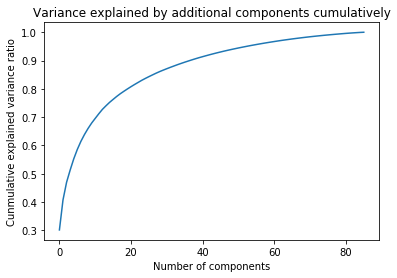 Variance explained by additional components cumulatively
Cunmulative explained variance ratio
1.0
0.9
0.8
0.7
0.6
0.5
0.4
0.3
0 20 40 60 80
Number of components